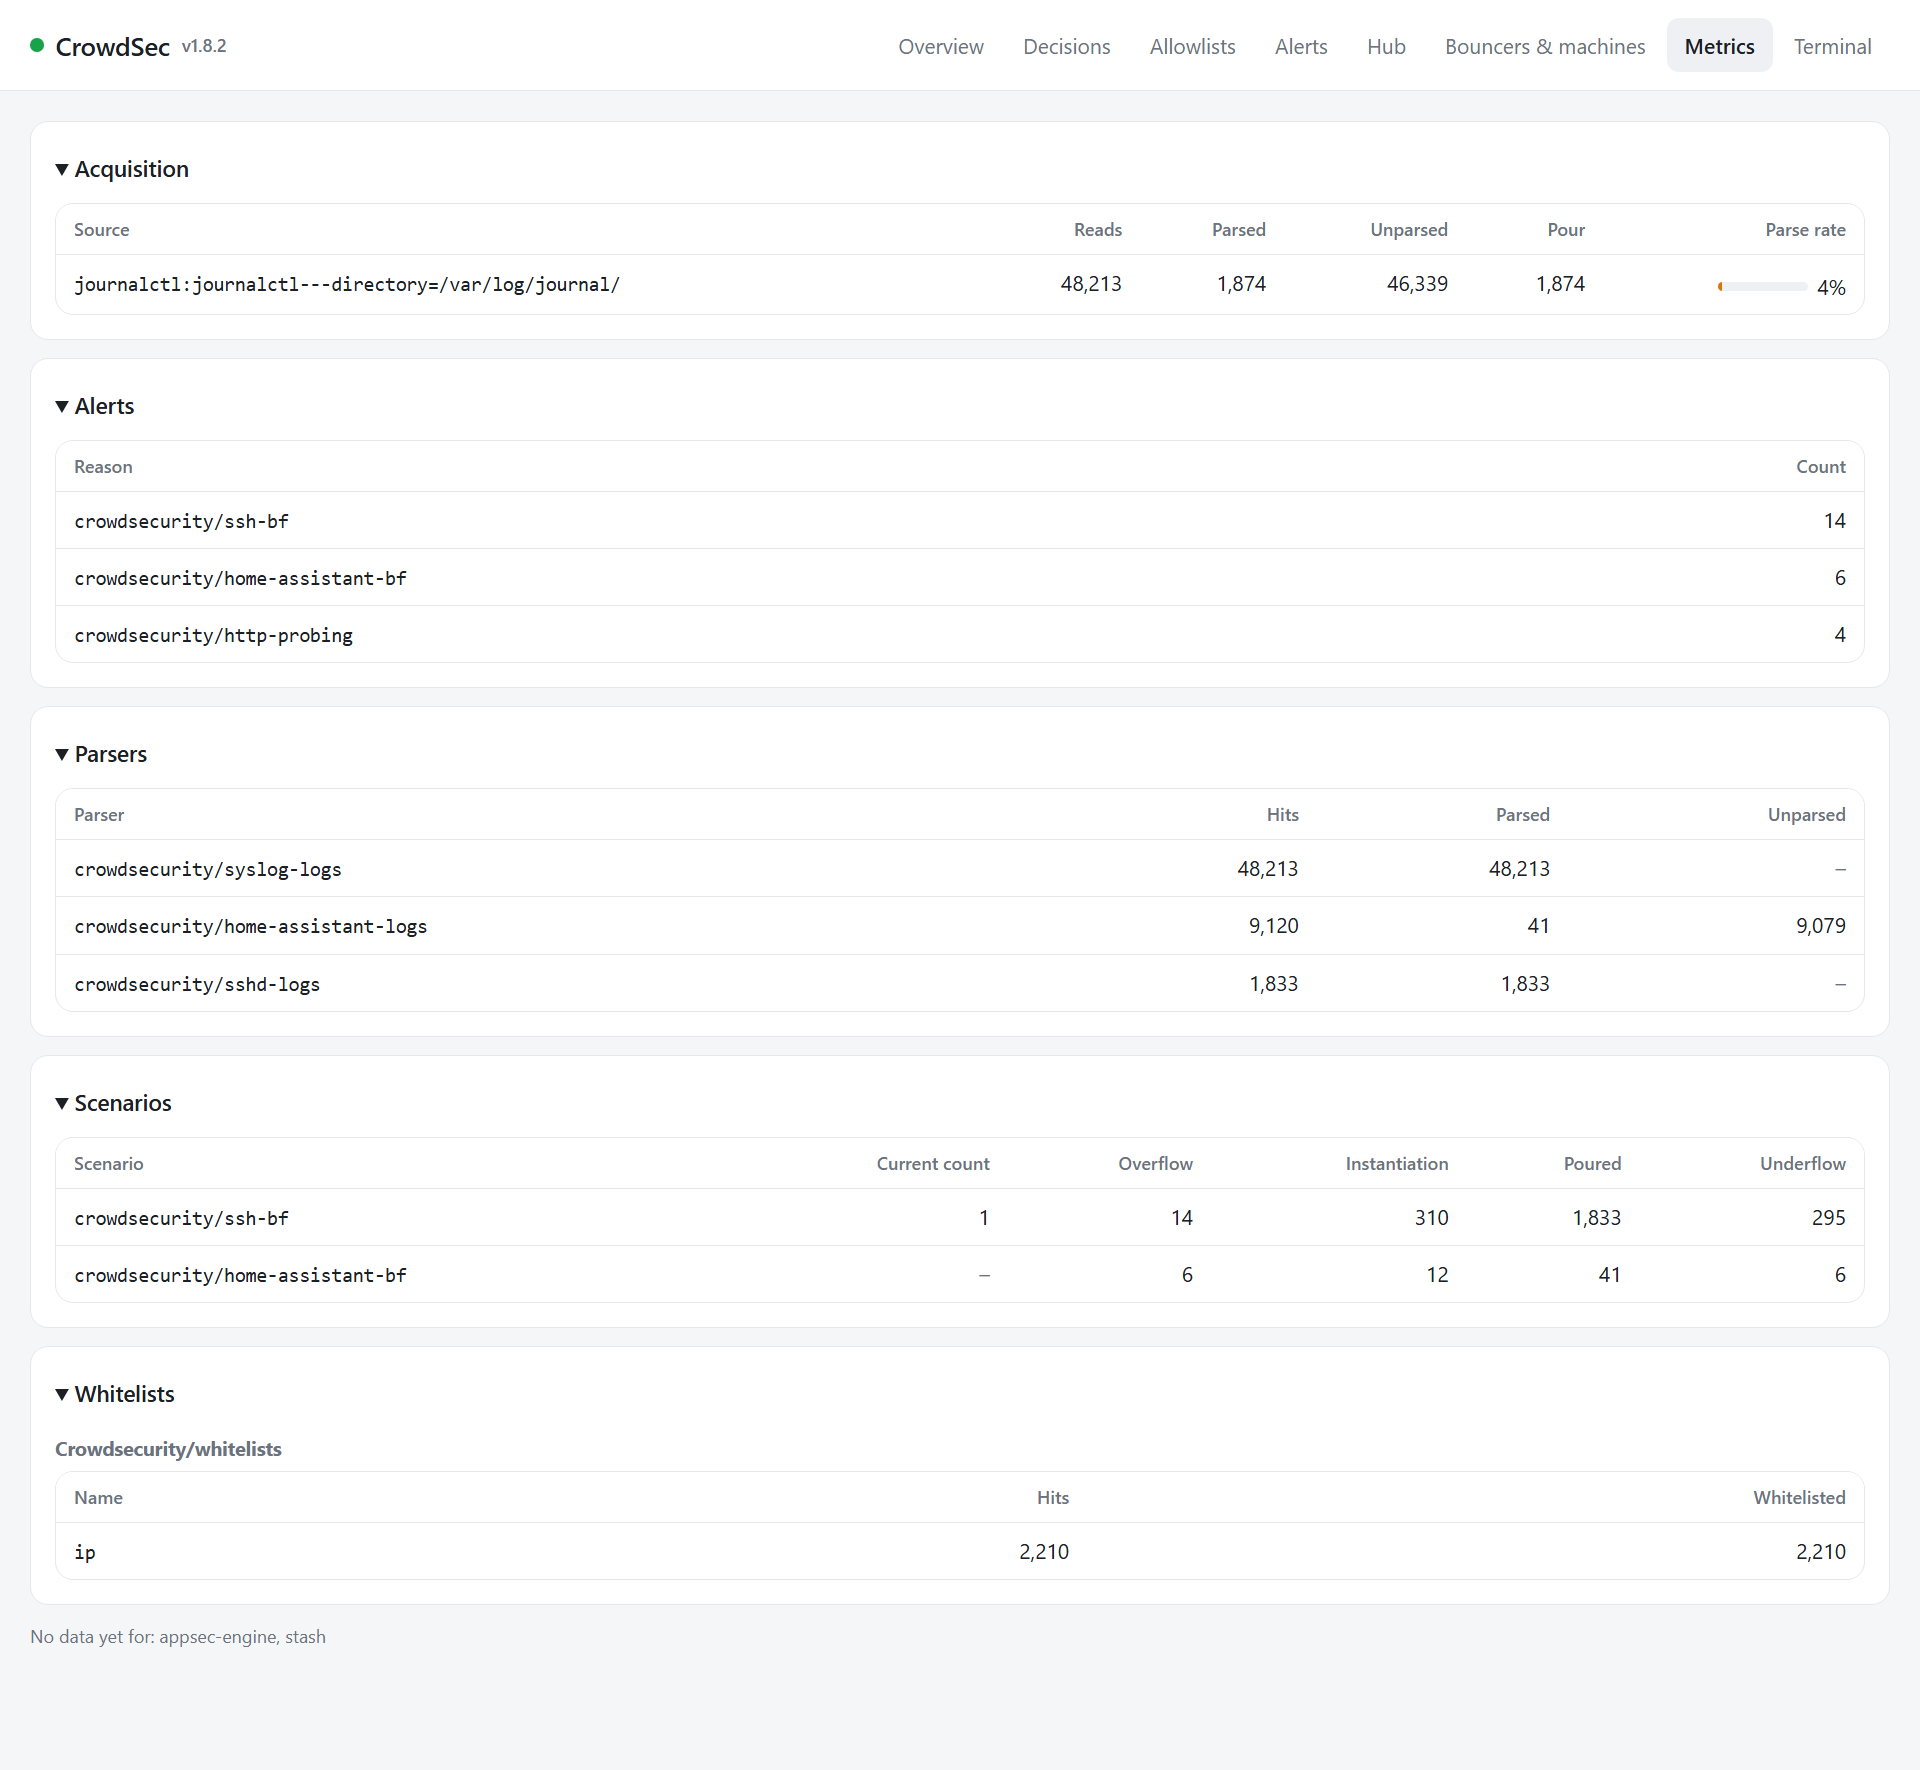 CrowdSec v1.8.2 Overview Decisions Allowlists Alerts Hub Bouncers & machines Metrics Terminal
Acquisition
Source Reads Parsed Unparsed Pour Parse rate
journalctl:journalctl---directory=/var/log/journal/ 48,213 1,874 46,339 1,874 4%
Alerts
Reason Count
crowdsecurity/ssh-bf 14
crowdsecurity/home-assistant-bf 6
crowdsecurity/http-probing 4
Parsers
Parser Hits Parsed Unparsed
crowdsecurity/syslog-logs 48,213 48,213 –
crowdsecurity/home-assistant-logs 9,120 41 9,079
crowdsecurity/sshd-logs 1,833 1,833 –
Scenarios
Scenario Current count Overflow Instantiation Poured Underflow
crowdsecurity/ssh-bf 1 14 310 1,833 295
crowdsecurity/home-assistant-bf – 6 12 41 6
Whitelists
Crowdsecurity/whitelists
Name Hits Whitelisted
ip 2,210 2,210
No data yet for: appsec-engine, stash